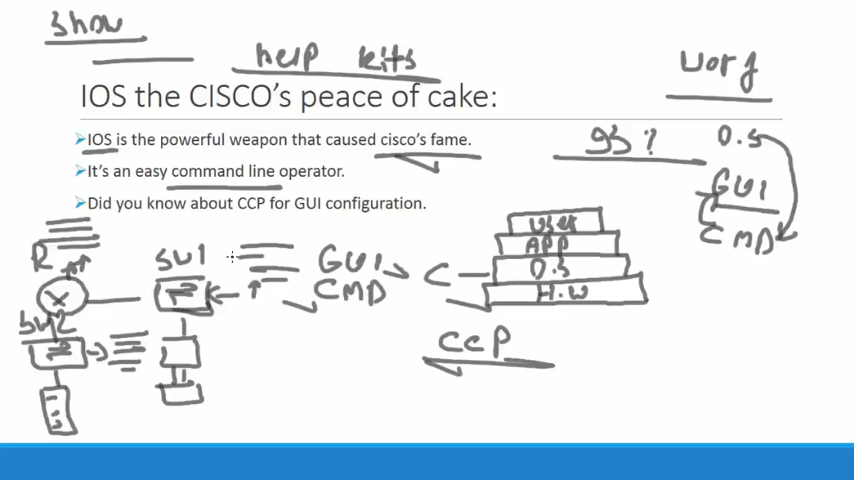 show
help kits
worf
IOS the CISCO's peace of cake:
IOS is the powerful weapon that caused cisco's fame.
95 ?
O.S
It's an easy command line operator.
GUI
Did you know about CCP for GUI configuration.
CMD
User
APP
O.S
H.W
R
SW1
GUI
CMD
C
SW2
CCP